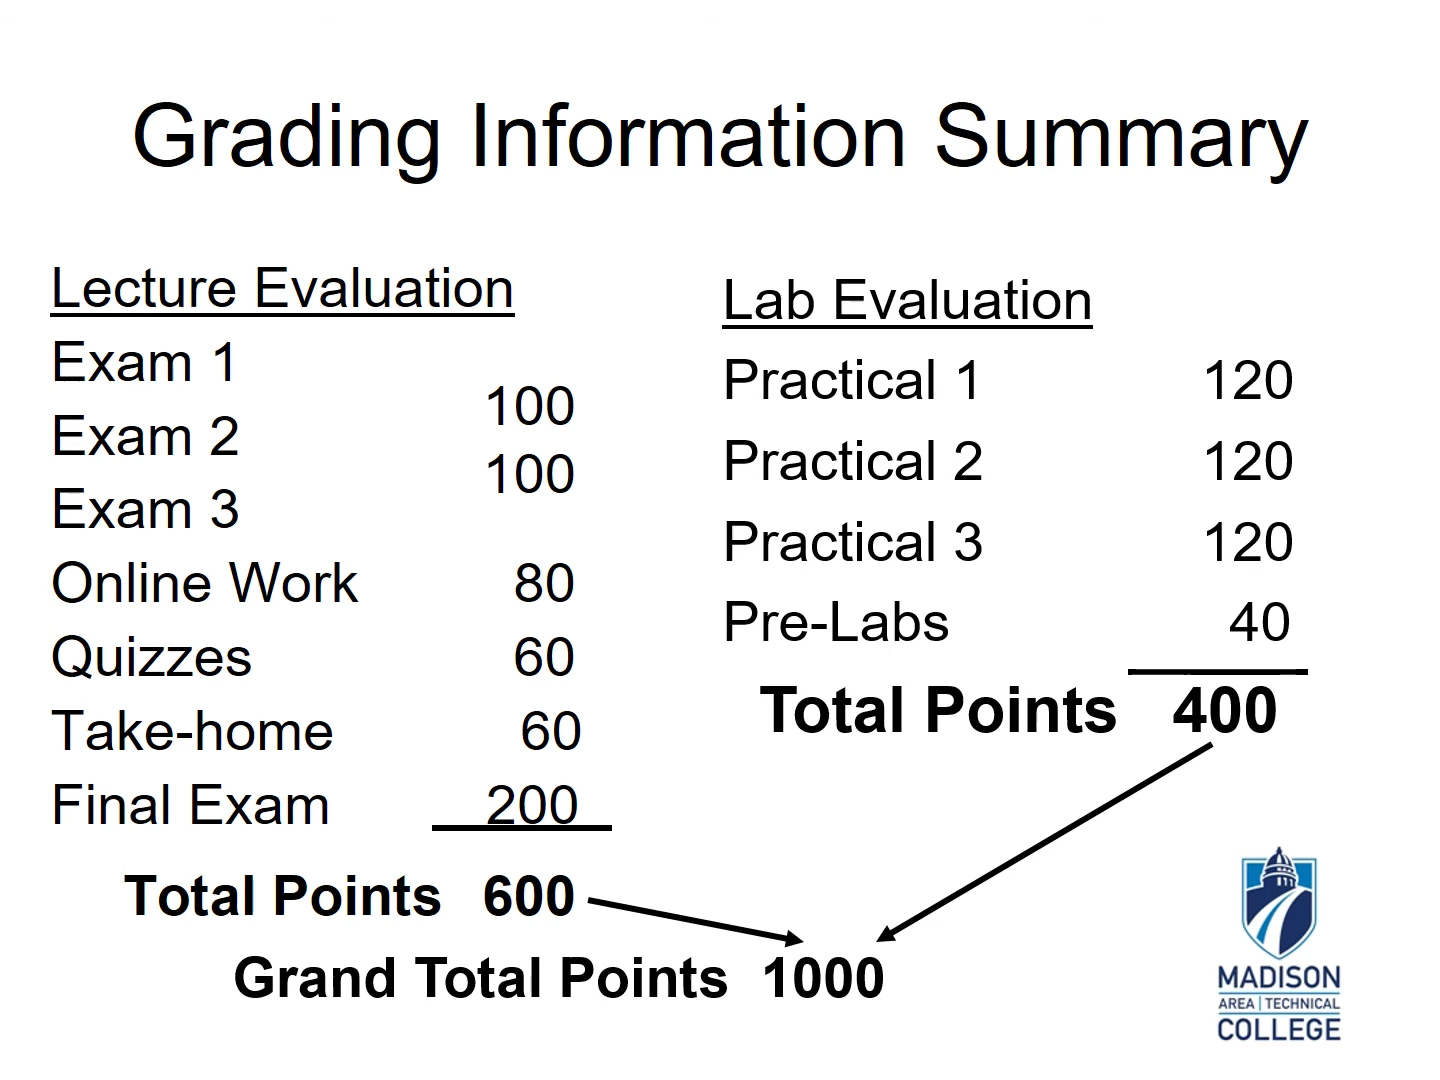 Grading Information Summary
Lecture Evaluation
Exam 1
100
Exam 2
100
Exam 3
Online Work 80
Quizzes 60
Take-home 60
Final Exam 200
Total Points 600
Lab Evaluation
Practical 1 120
Practical 2 120
Practical 3 120
Pre-Labs 40
Total Points 400
Grand Total Points 1000
MADISON
AREA | TECHNICAL
COLLEGE